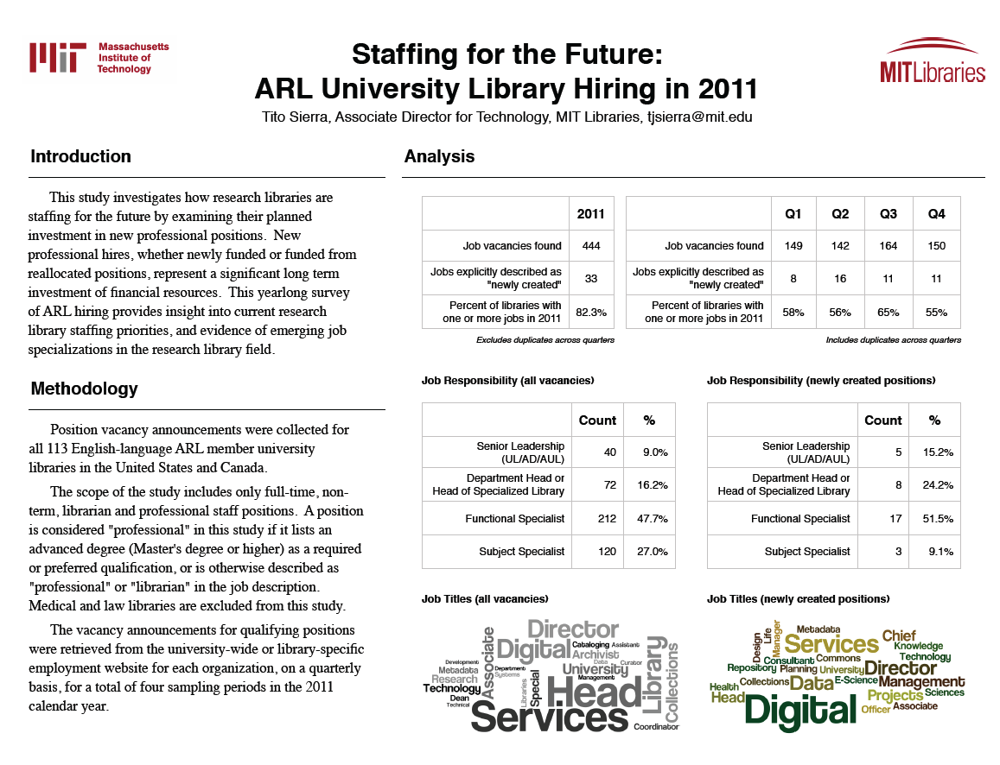 Massachusetts
Institute of
Technology
Staffing for the Future:
ARL University Library Hiring in 2011
Tito Sierra, Associate Director for Technology, MIT Libraries, tjsierra@mit.edu
MITLibraries
Introduction
This study investigates how research libraries are
staffing for the future by examining their planned
investment in new professional positions.  New
professional hires, whether newly funded or funded from
reallocated positions, represent a significant long term
investment of financial resources.  This yearlong survey
of ARL hiring provides insight into current research
library staffing priorities, and evidence of emerging job
specializations in the research library field.
Methodology
Position vacancy announcements were collected for
all 113 English-language ARL member university
libraries in the United States and Canada.
The scope of the study includes only full-time, non-
term, librarian and professional staff positions.  A position
is considered "professional" in this study if it lists an
advanced degree (Master's degree or higher) as a required
or preferred qualification, or is otherwise described as
"professional" or "librarian" in the job description.
Medical and law libraries are excluded from this study.
The vacancy announcements for qualifying positions
were retrieved from the university-wide or library-specific
employment website for each organization, on a quarterly
basis, for a total of four sampling periods in the 2011
calendar year.
Analysis
2011
Job vacancies found 444
Jobs explicitly described as
"newly created" 33
Percent of libraries with
one or more jobs in 2011 82.3%
Excludes duplicates across quarters
Q1 Q2 Q3 Q4
Job vacancies found 149 142 164 150
Jobs explicitly described as
"newly created" 8 16 11 11
Percent of libraries with
one or more jobs in 2011 58% 56% 65% 55%
Includes duplicates across quarters
Job Responsibility (all vacancies)
Count %
Senior Leadership
(UL/AD/AUL) 40 9.0%
Department Head or
Head of Specialized Library 72 16.2%
Functional Specialist 212 47.7%
Subject Specialist 120 27.0%
Job Responsibility (newly created positions)
Count %
Senior Leadership
(UL/AD/AUL) 5 15.2%
Department Head or
Head of Specialized Library 8 24.2%
Functional Specialist 17 51.5%
Subject Specialist 3 9.1%
Job Titles (all vacancies)
Director
Associate
Digital
Cataloging
Assistant
Archivist
Library
Collections
Development
Data
Curator
Metadata
Department
Systems
University
Management
Research
Technology
Libraries
Special
Head
Dean
Technical
Services
Coordinator
Job Titles (newly created positions)
Design
Life
Manager
Metadata
Services
Chief
Knowledge
Technology
Consultant
Commons
Repository
Planning
University
Director
Health
Collections
Data
E-Science
Management
Head
Digital
Projects
Sciences
Officer
Associate